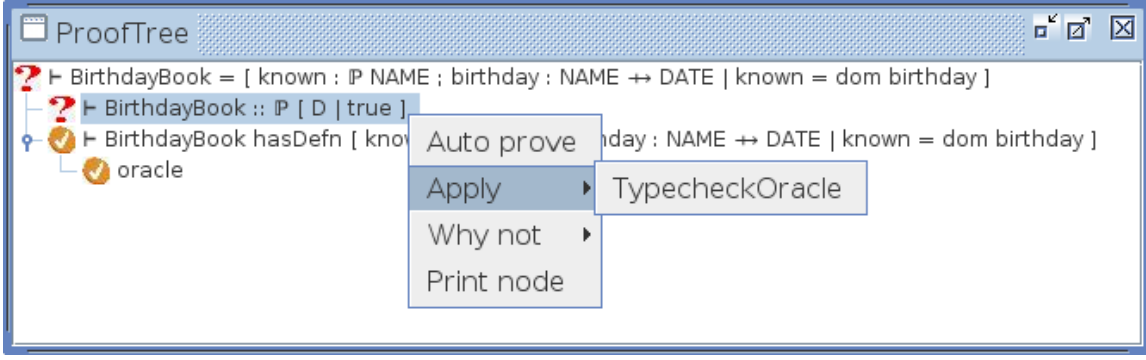 ProofTree
⊢ BirthdayBook = [ known : ℙ NAME ; birthday : NAME ⇸ DATE | known = dom birthday ]
⊢ BirthdayBook :: ℙ [ D | true ]
⊢ BirthdayBook hasDefn [ know day : NAME ⇸ DATE | known = dom birthday ]
oracle
Auto prove
Apply
TypecheckOracle
Why not
Print node